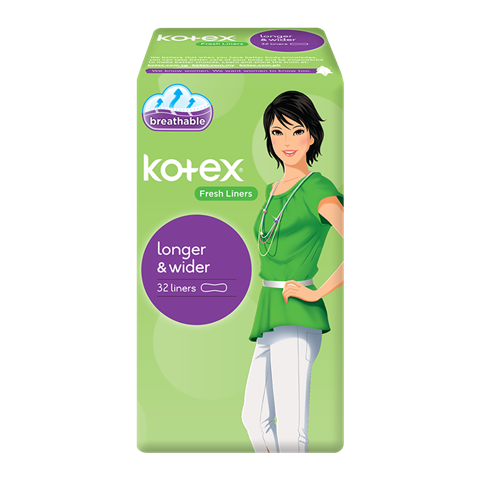 kotex®
longer
& wider
32 liners
We know women. We want women to know too.
breathable
kotex®
Fresh Liners
longer
& wider
32 liners